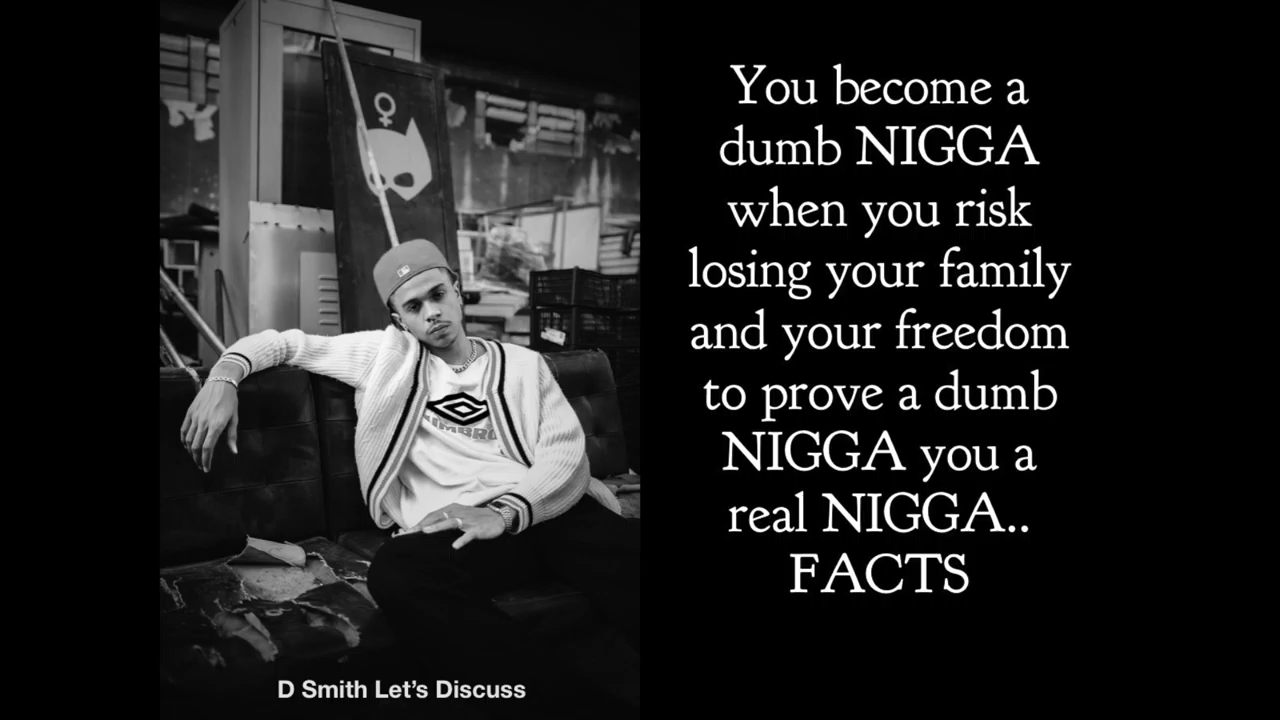 You become a
dumb NIGGA
when you risk
losing your family
and your freedom
to prove a dumb
NIGGA you a
real NIGGA..
FACTS
UMBRO
D Smith Let’s Discuss